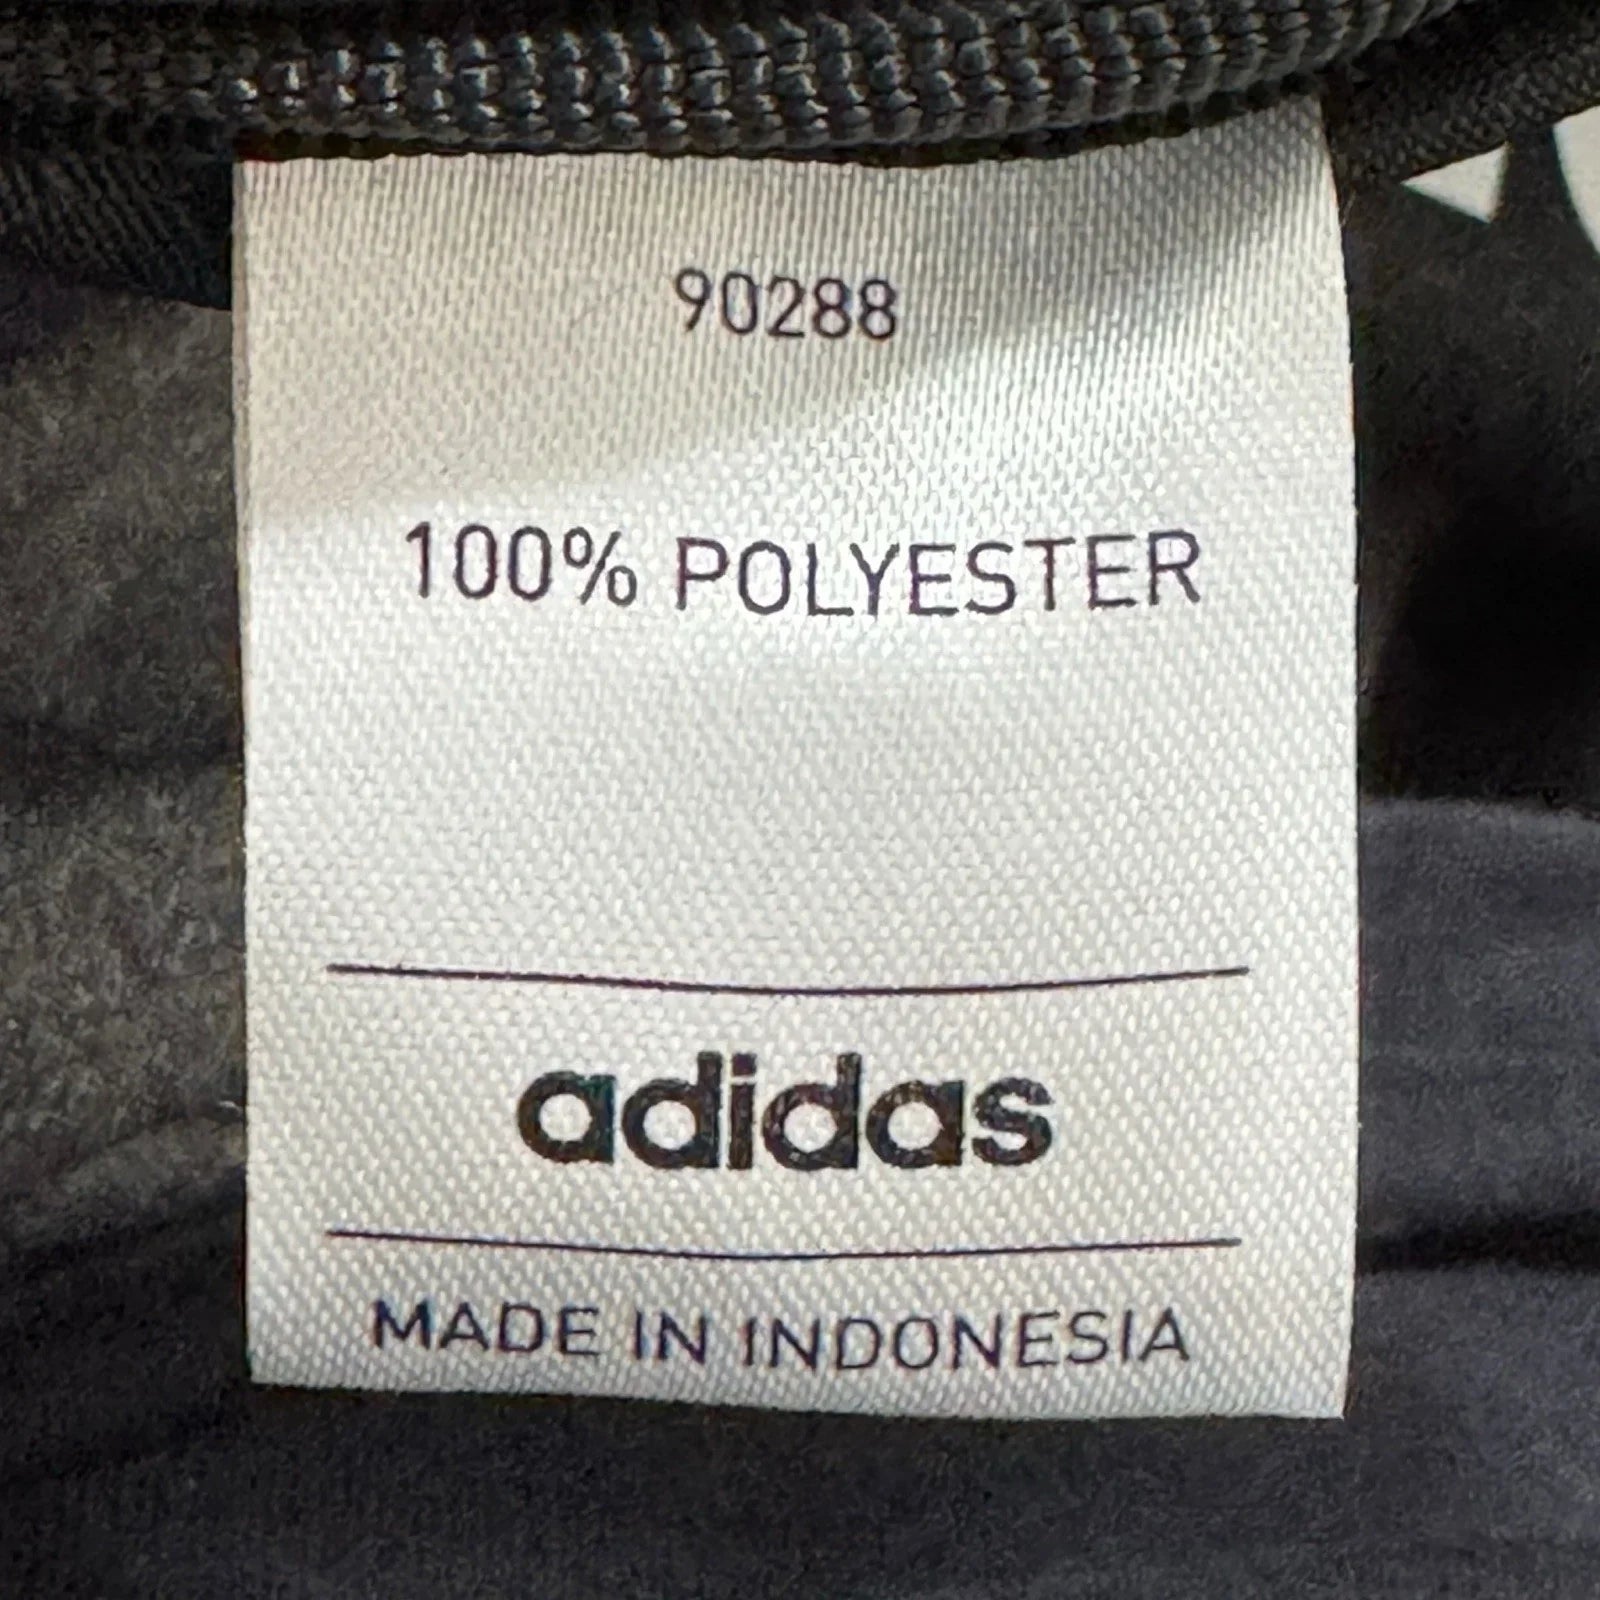 90288
100% POLYESTER
adidas
MADE IN INDONESIA